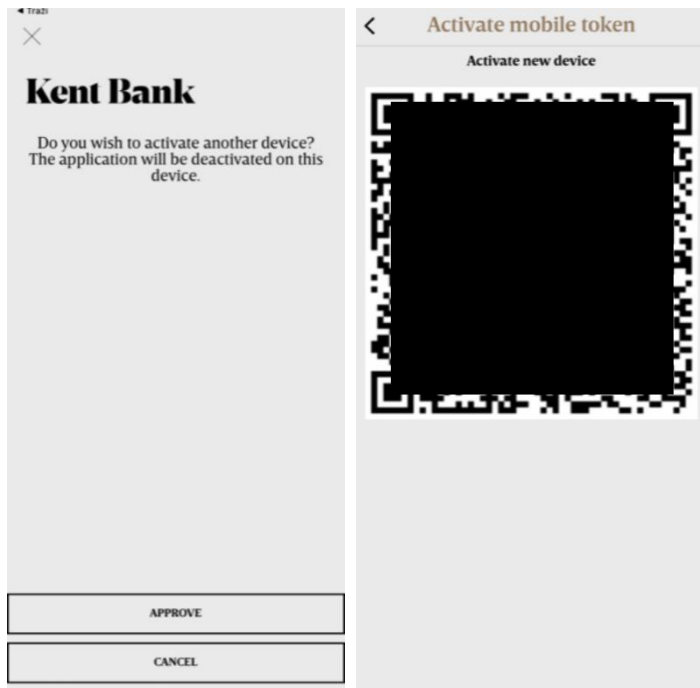 ◄ Traži
Kent Bank
Do you wish to activate another device?
The application will be deactivated on this
device.
APPROVE
CANCEL
Activate mobile token
Activate new device